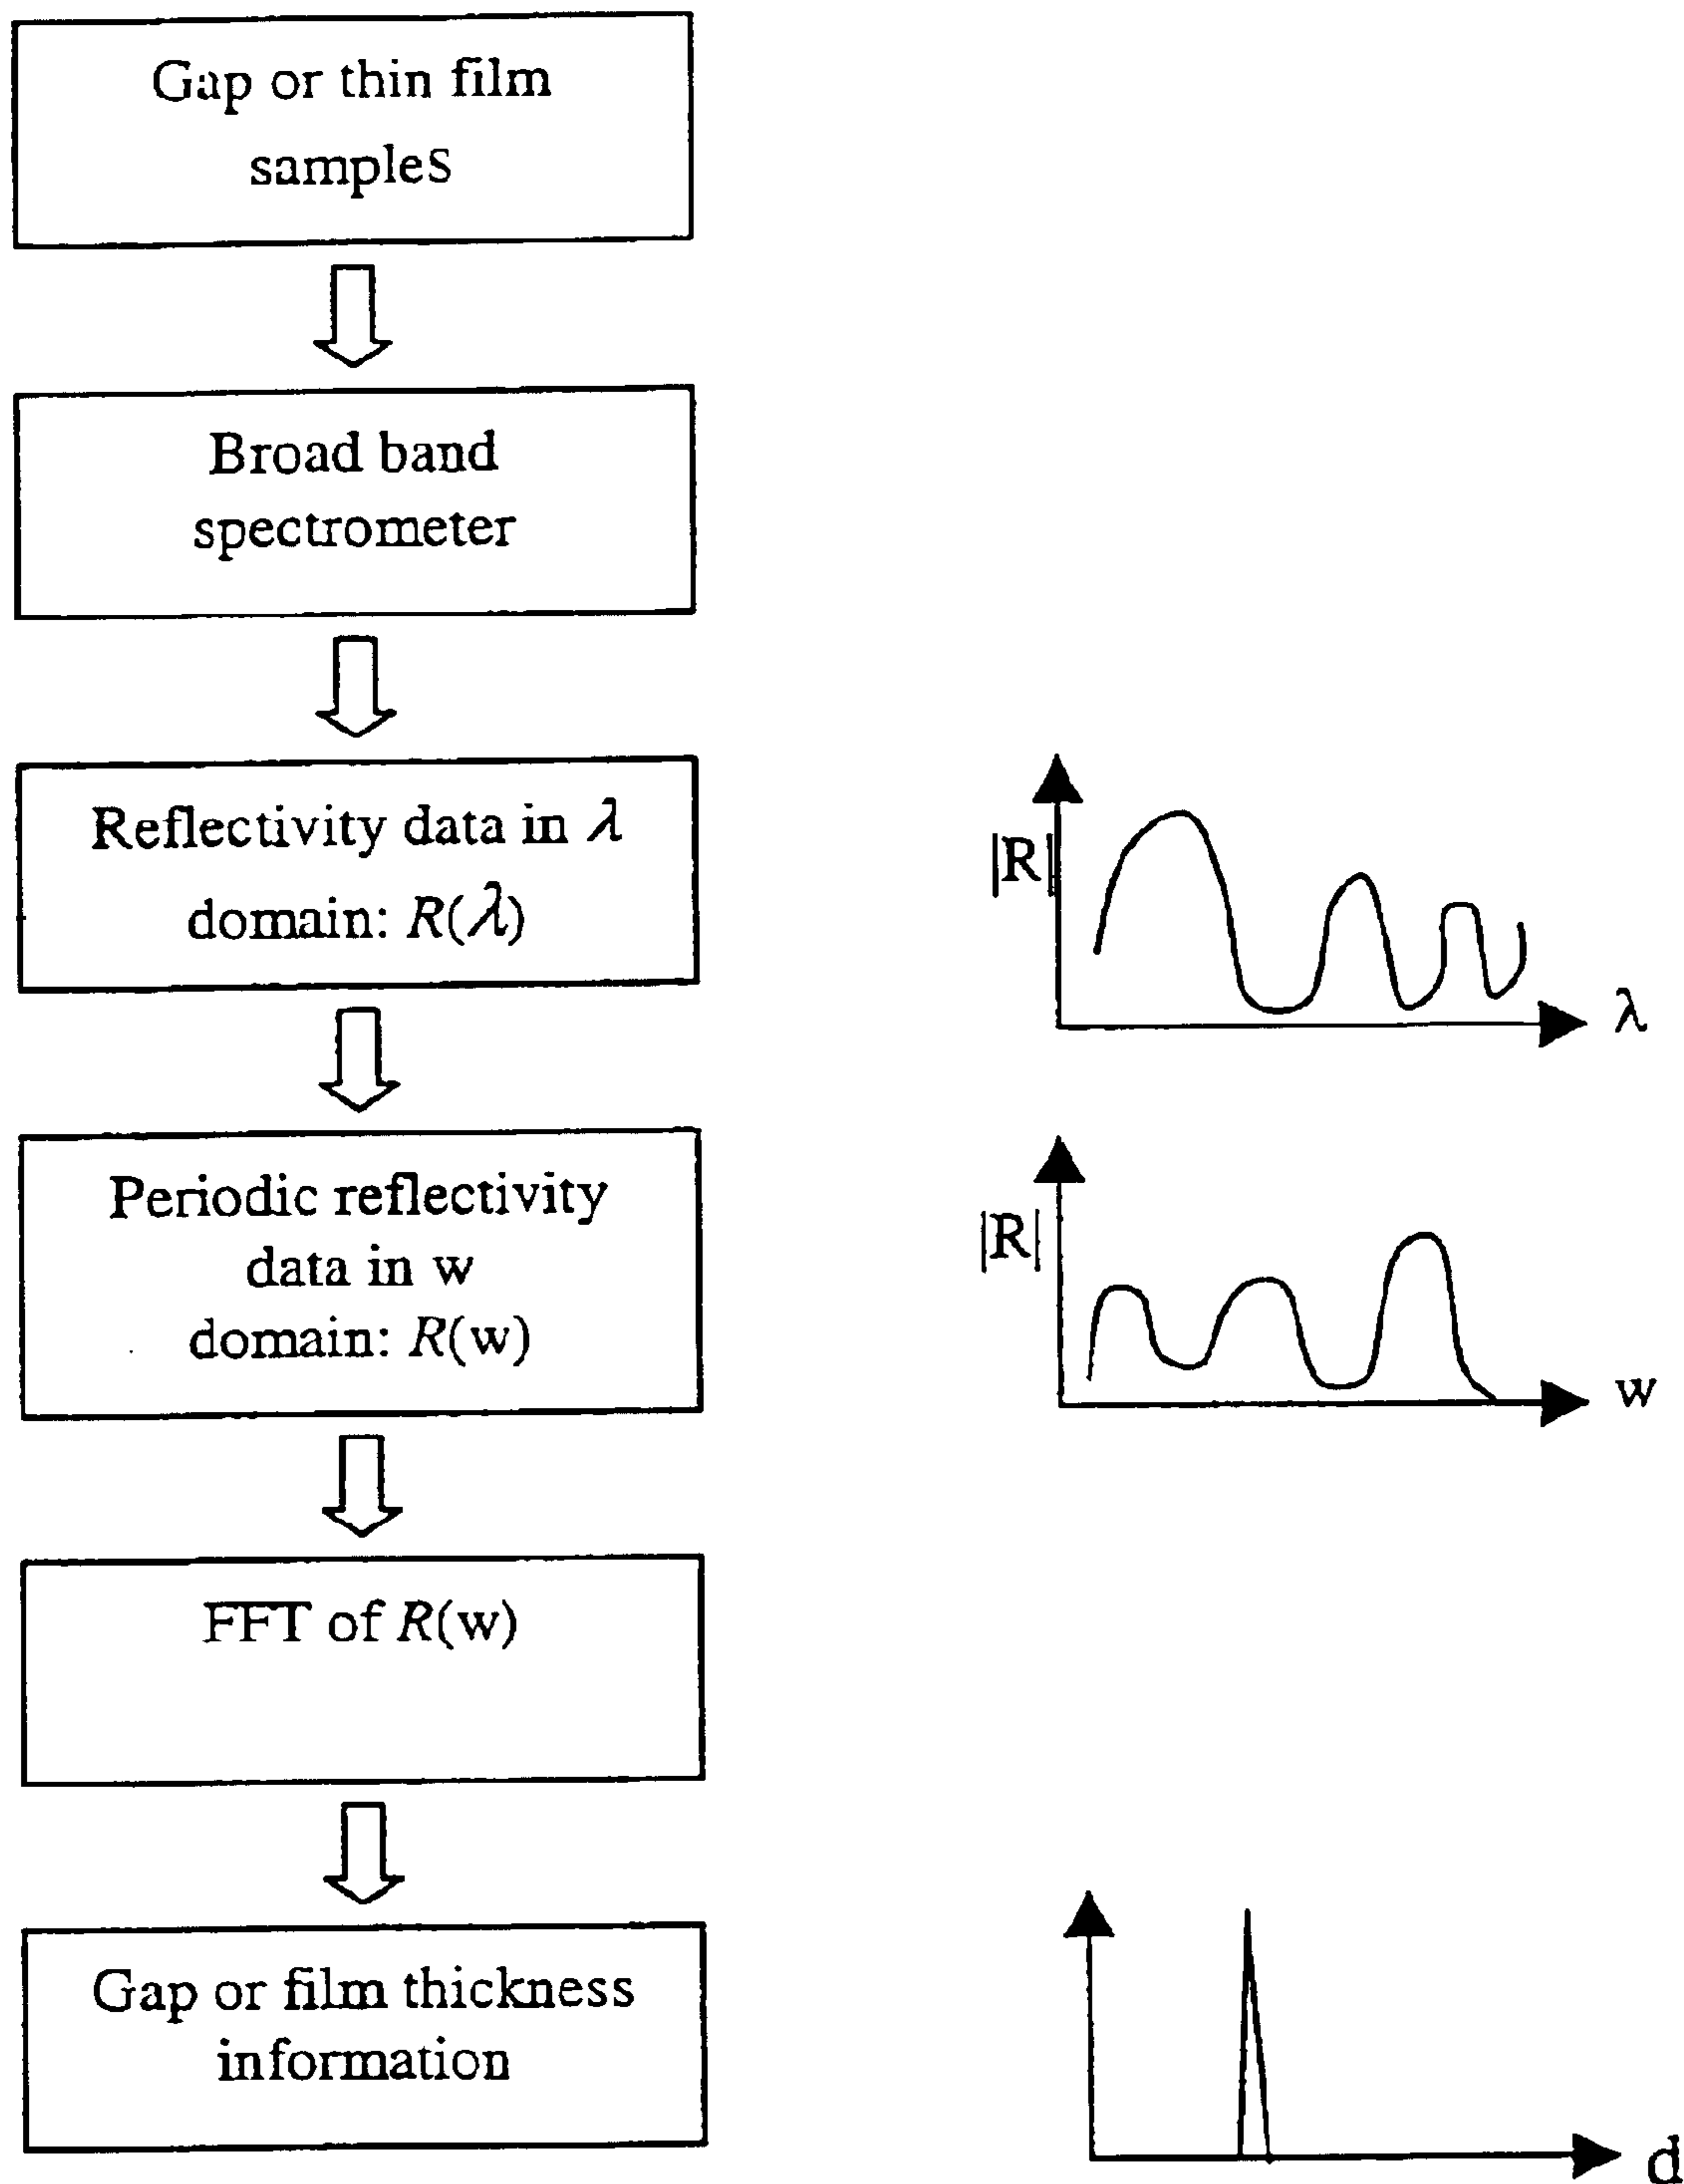 Gap or thin film
samples
Broad band
spectrometer
Reflectivity data in λ
domain: R(λ)
|R|
λ
Periodic reflectivity
data in w
domain: R(w)
|R|
w
FFT of R(w)
Gap or film thickness
information
d